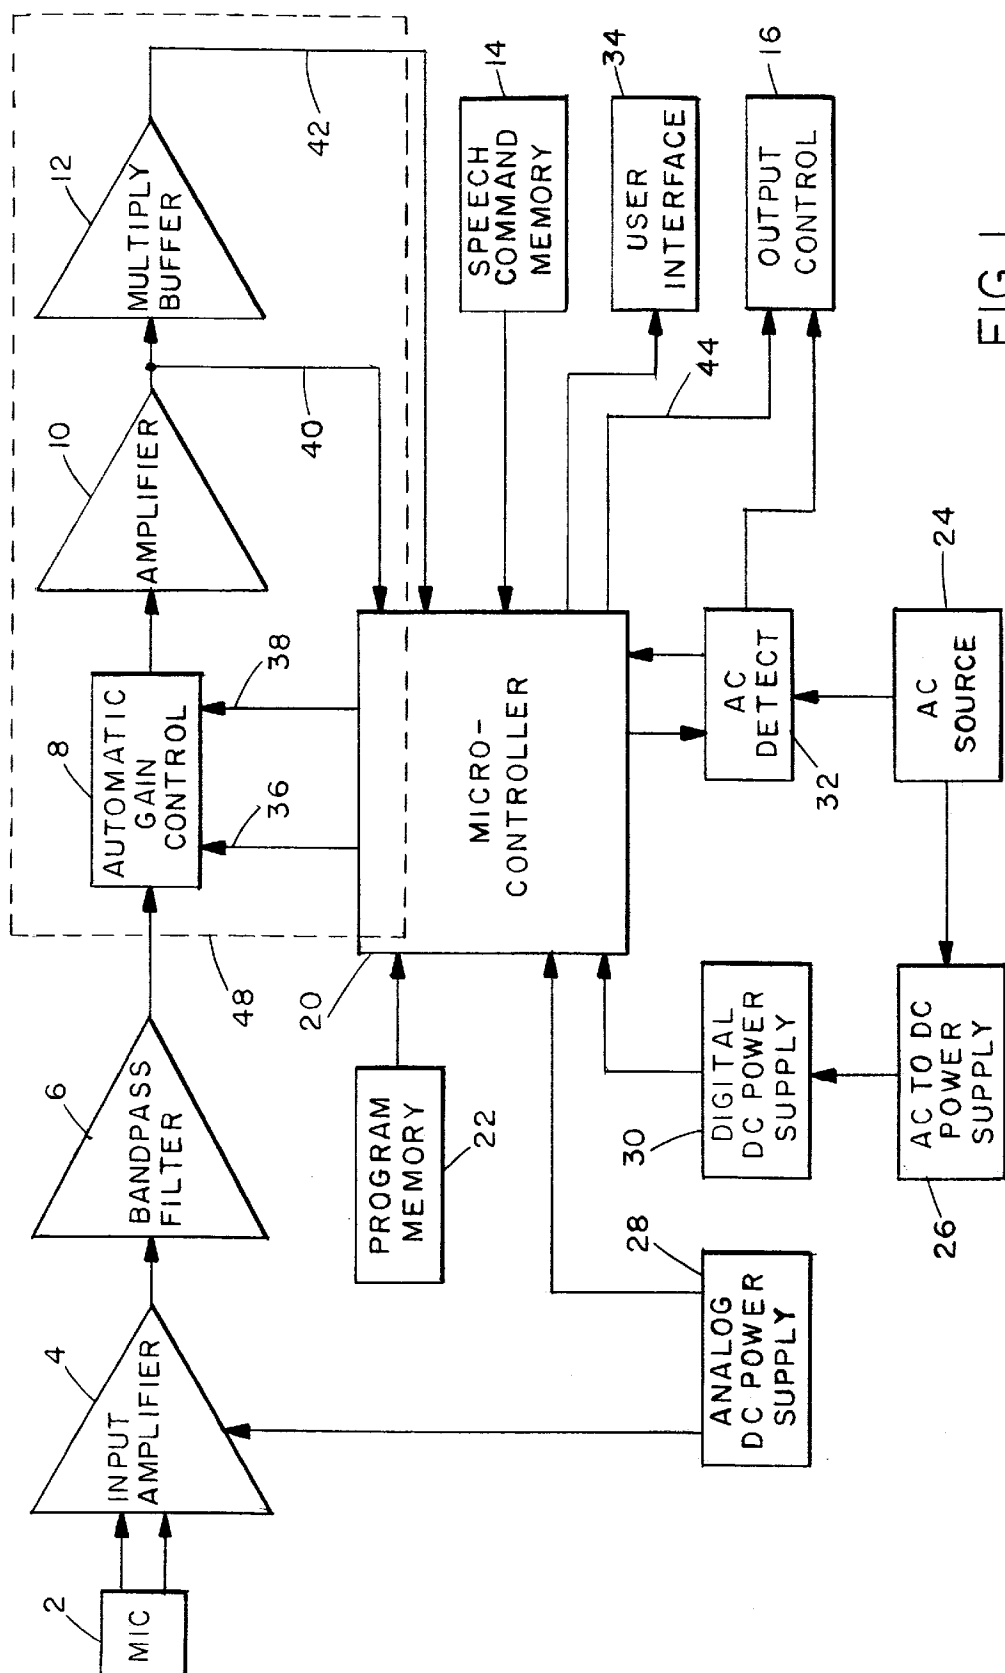 2
MIC
4
INPUT
AMPLIFIER
6
BANDPASS
FILTER
8
AUTOMATIC
GAIN
CONTROL
10
AMPLIFIER
12
MULTIPLY
BUFFER
48
36
38
40
42
20
MICRO-
CONTROLLER
PROGRAM
MEMORY
22
14
SPEECH
COMMAND
MEMORY
34
USER
INTERFACE
16
OUTPUT
CONTROL
44
28
ANALOG
DC POWER
SUPPLY
30
DIGITAL
DC POWER
SUPPLY
32
AC
DETECT
26
AC TO DC
POWER
SUPPLY
24
AC
SOURCE
FIG. 1